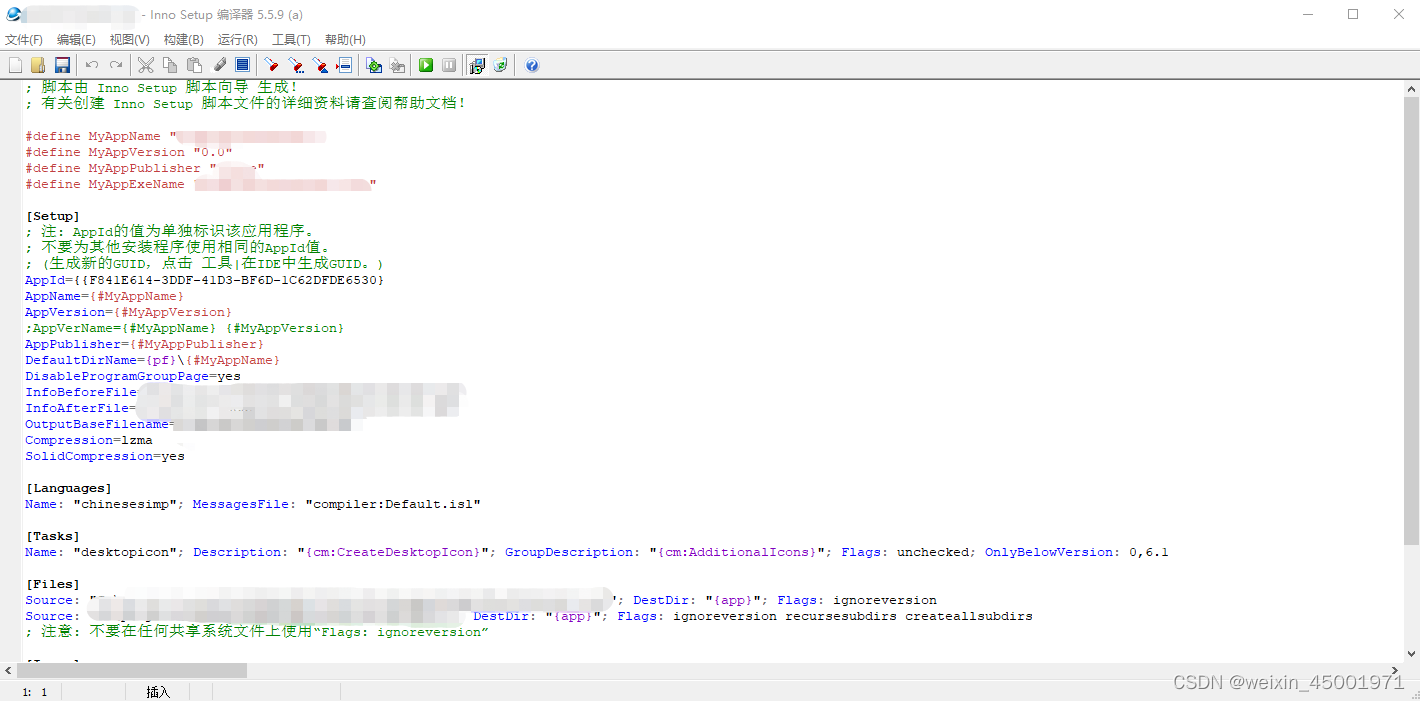 - Inno Setup 编译器 5.5.9 (a)
文件(F) 编辑(E) 视图(V) 构建(B) 运行(R) 工具(T) 帮助(H)
; 脚本由 Inno Setup 脚本向导 生成！
; 有关创建 Inno Setup 脚本文件的详细资料请查阅帮助文档！
#define MyAppName "
#define MyAppVersion "0.0"
#define MyAppPublisher " "
#define MyAppExeName "
[Setup]
; 注: AppId的值为单独标识该应用程序。
; 不要为其他安装程序使用相同的AppId值。
; (生成新的GUID，点击 工具|在IDE中生成GUID。)
AppId={{F841E614-3DDF-41D3-BF6D-1C62DFDE6530}
AppName={#MyAppName}
AppVersion={#MyAppVersion}
;AppVerName={#MyAppName} {#MyAppVersion}
AppPublisher={#MyAppPublisher}
DefaultDirName={pf}\{#MyAppName}
DisableProgramGroupPage=yes
InfoBeforeFile
InfoAfterFile=
OutputBaseFilename=
Compression=lzma
SolidCompression=yes
[Languages]
Name: "chinesesimp"; MessagesFile: "compiler:Default.isl"
[Tasks]
Name: "desktopicon"; Description: "{cm:CreateDesktopIcon}"; GroupDescription: "{cm:AdditionalIcons}"; Flags: unchecked; OnlyBelowVersion: 0,6.1
[Files]
Source: "; DestDir: "{app}"; Flags: ignoreversion
Source: DestDir: "{app}"; Flags: ignoreversion recursesubdirs createallsubdirs
; 注意: 不要在任何共享系统文件上使用“Flags: ignoreversion”
1: 1 插入
CSDN @weixin_45001971